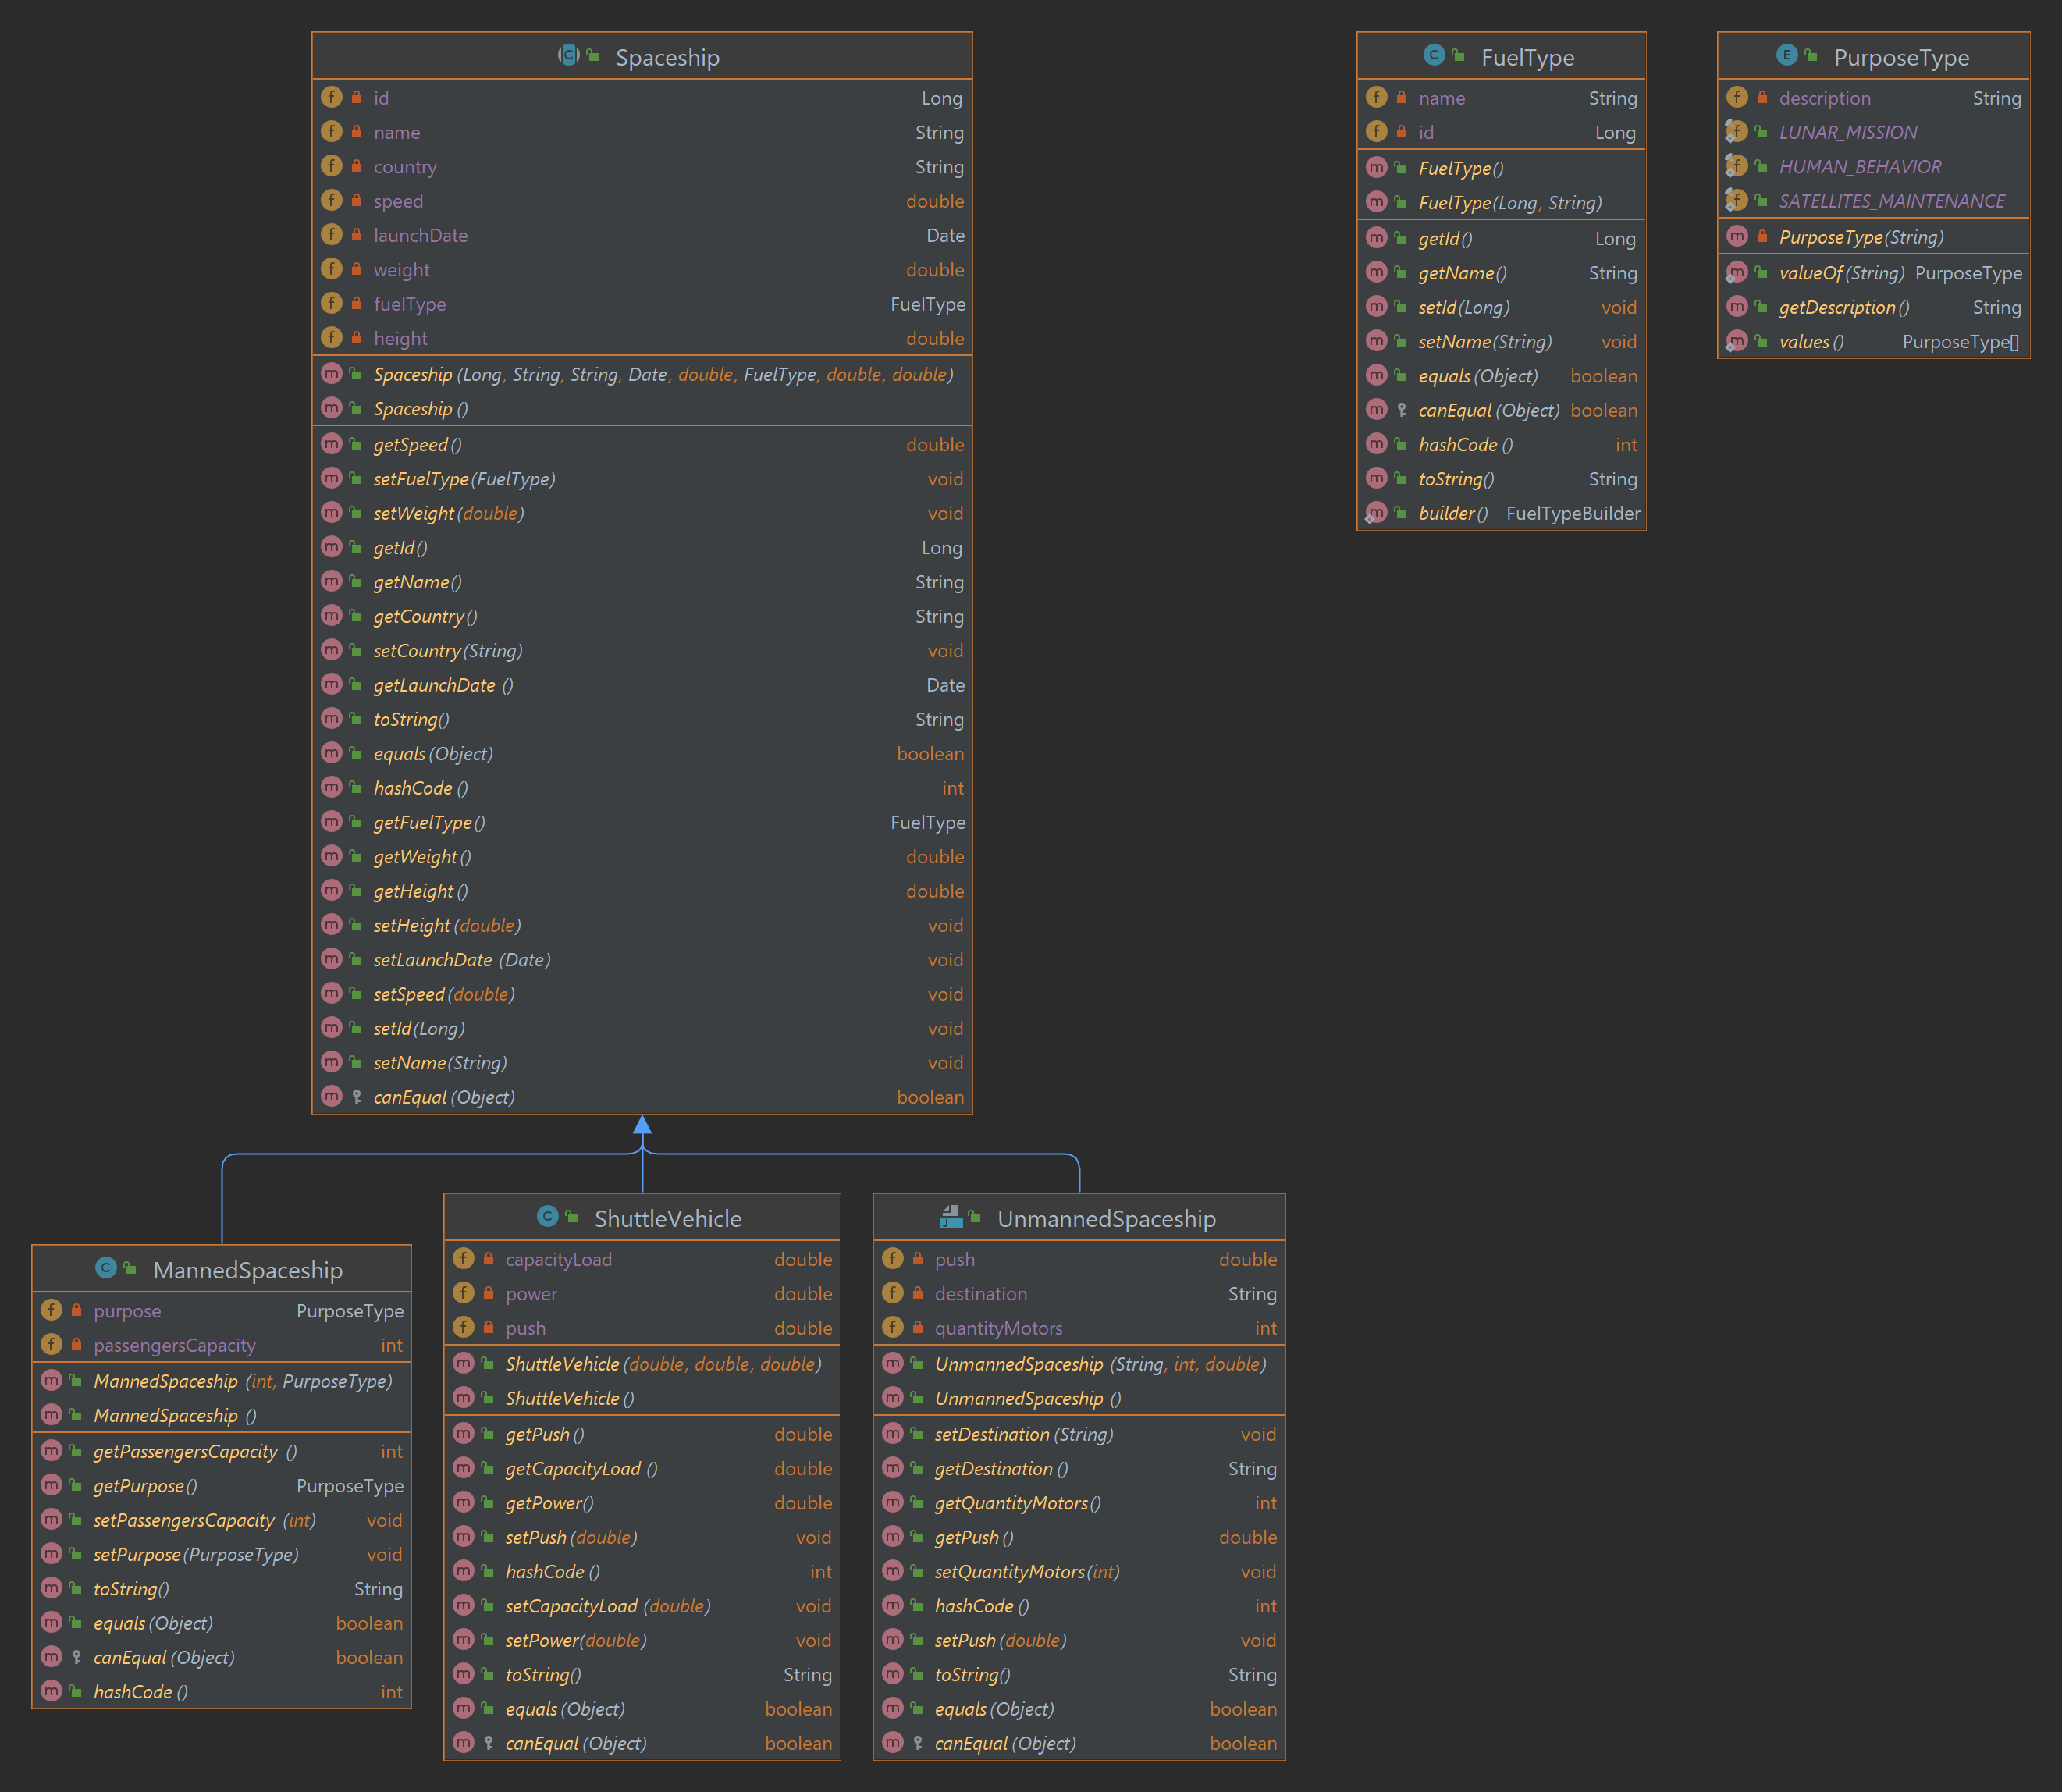 Spaceship
id Long
name String
country String
speed double
launchDate Date
weight double
fuelType FuelType
height double
Spaceship(Long, String, String, Date, double, FuelType, double, double)
Spaceship()
getSpeed() double
setFuelType(FuelType) void
setWeight(double) void
getId() Long
getName() String
getCountry() String
setCountry(String) void
getLaunchDate() Date
toString() String
equals(Object) boolean
hashCode() int
getFuelType() FuelType
getWeight() double
getHeight() double
setHeight(double) void
setLaunchDate(Date) void
setSpeed(double) void
setId(Long) void
setName(String) void
canEqual(Object) boolean
FuelType
name String
id Long
FuelType()
FuelType(Long, String)
getId() Long
getName() String
setId(Long) void
setName(String) void
equals(Object) boolean
canEqual(Object) boolean
hashCode() int
toString() String
builder() FuelTypeBuilder
PurposeType
description String
LUNAR_MISSION
HUMAN_BEHAVIOR
SATELLITES_MAINTENANCE
PurposeType(String)
valueOf(String) PurposeType
getDescription() String
values() PurposeType[]
MannedSpaceship
purpose PurposeType
passengersCapacity int
MannedSpaceship(int, PurposeType)
MannedSpaceship()
getPassengersCapacity() int
getPurpose() PurposeType
setPassengersCapacity(int) void
setPurpose(PurposeType) void
toString() String
equals(Object) boolean
canEqual(Object) boolean
hashCode() int
ShuttleVehicle
capacityLoad double
power double
push double
ShuttleVehicle(double, double, double)
ShuttleVehicle()
getPush() double
getCapacityLoad() double
getPower() double
setPush(double) void
hashCode() int
setCapacityLoad(double) void
setPower(double) void
toString() String
equals(Object) boolean
canEqual(Object) boolean
UnmannedSpaceship
push double
destination String
quantityMotors int
UnmannedSpaceship(String, int, double)
UnmannedSpaceship()
setDestination(String) void
getDestination() String
getQuantityMotors() int
getPush() double
setQuantityMotors(int) void
hashCode() int
setPush(double) void
toString() String
equals(Object) boolean
canEqual(Object) boolean